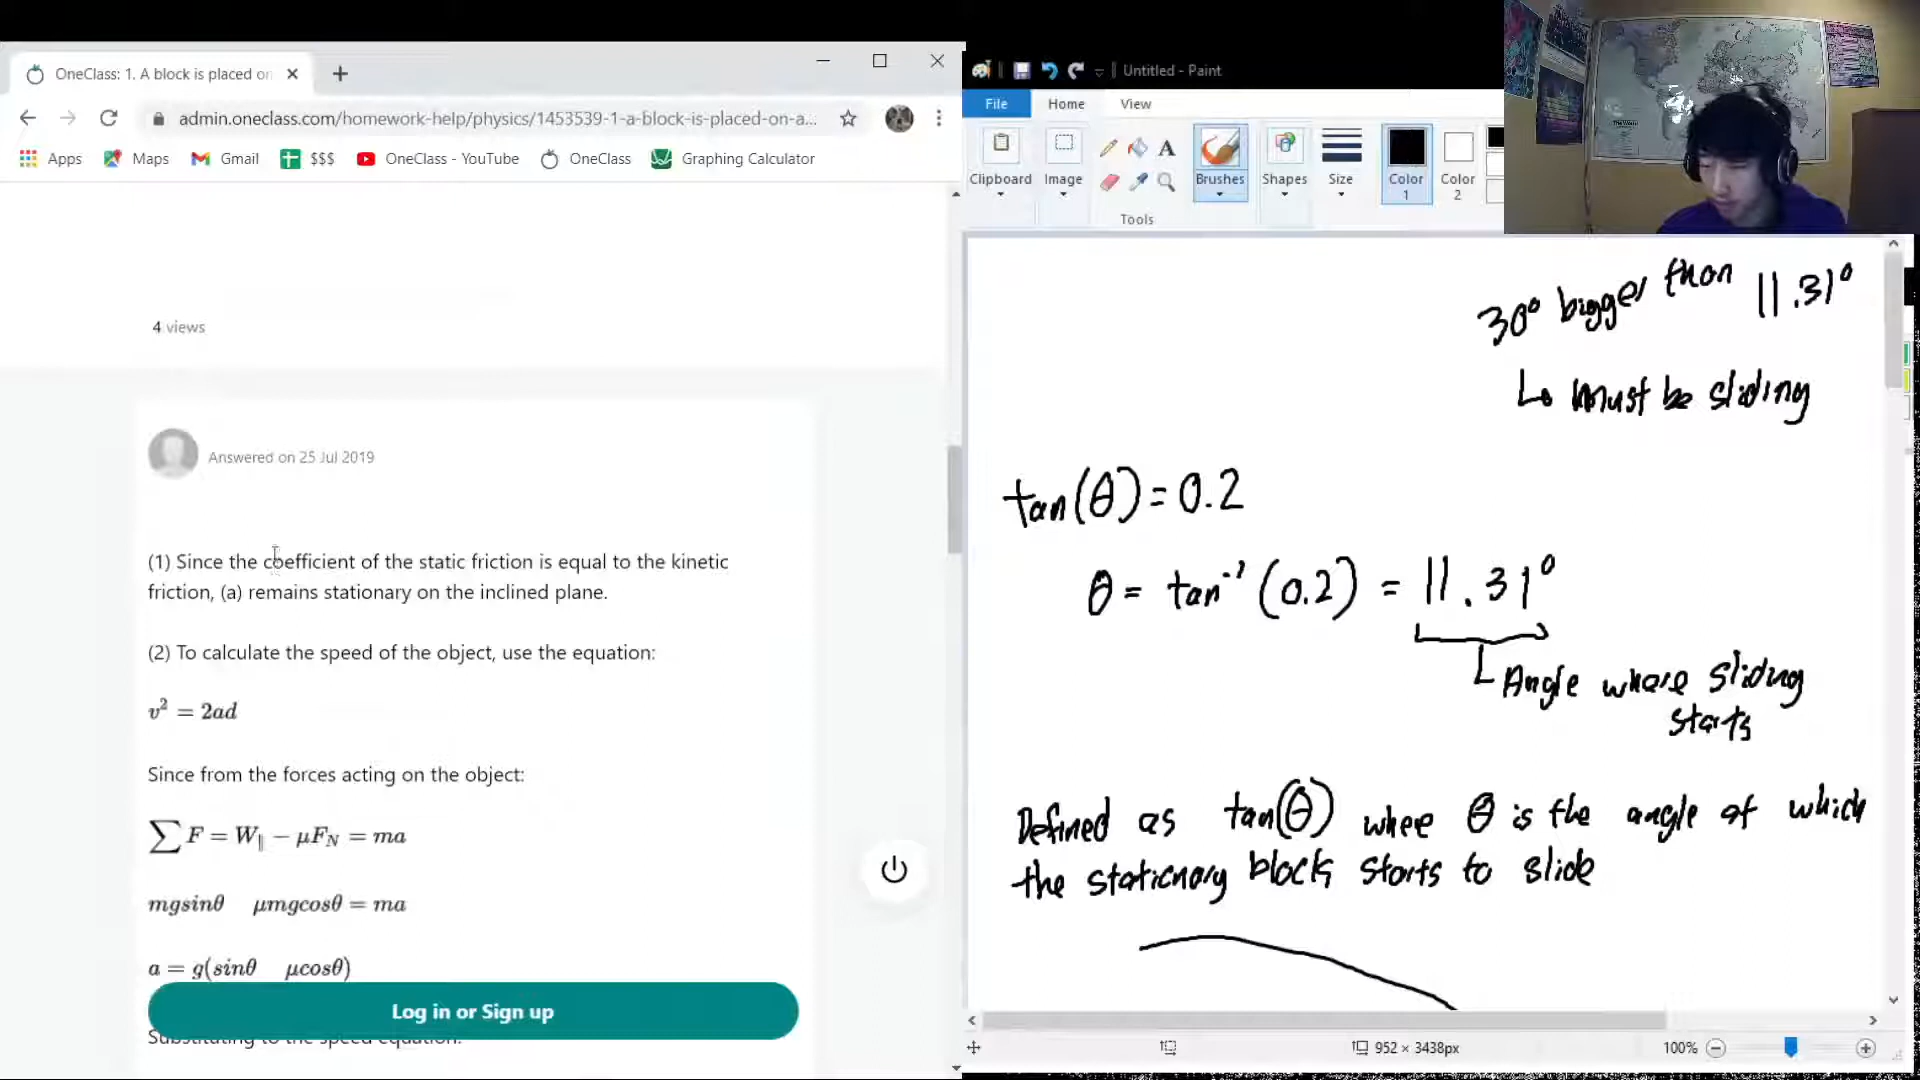 OneClass: 1. A block is placed on
admin.oneclass.com/homework-help/physics/1453539-1-a-block-is-placed-on-a...
Apps
Maps
Gmail
$$$
OneClass - YouTube
OneClass
Graphing Calculator
4 views
Answered on 25 Jul 2019
(1) Since the coefficient of the static friction is equal to the kinetic
friction, (a) remains stationary on the inclined plane.
(2) To calculate the speed of the object, use the equation:
v² = 2ad
Since from the forces acting on the object:
∑ F = W∥ − μF_N = ma
mgsinθ μmgcosθ = ma
a = g(sinθ μcosθ)
Log in or Sign up
Substituting to the speed equation:
Untitled - Paint
File Home View
Clipboard
Image
Tools
Brushes
Shapes
Size
Color 1
Color 2
30° bigger than 11.31°
must be sliding
tan(θ) = 0.2
θ = tan⁻¹(0.2) = 11.31°
Angle where sliding
starts
Defined as tan(θ) where θ is the angle of which
the stationary block starts to slide
952 × 3438px
100%